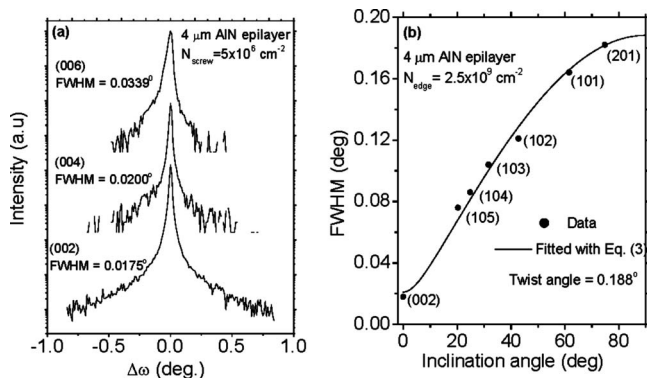 (a)
4 μm AlN epilayer
N_screw=5x10⁶ cm⁻²
(006)
FWHM = 0.0339°
(004)
FWHM = 0.0200°
(002)
FWHM = 0.0175°
Intensity (a.u)
-1.0 -0.5 0.0 0.5 1.0
Δω (deg.)
(b)
4 μm AlN epilayer
N_edge = 2.5x10⁹ cm⁻²
(201)
(101)
(102)
(103)
(104)
(105)
(002)
Data
Fitted with Eq. (3)
Twist angle = 0.188°
FWHM (deg)
0.20
0.16
0.12
0.08
0.04
0.00
0 20 40 60 80
Inclination angle (deg)